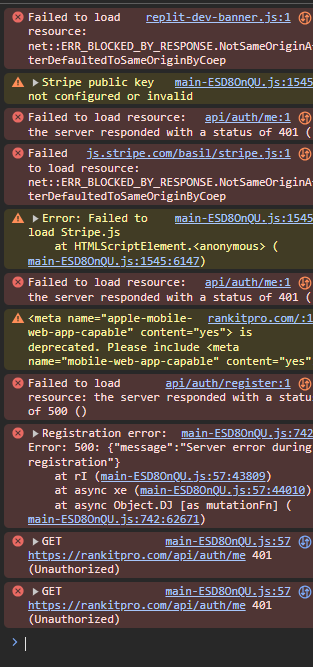 Failed to load replit-dev-banner.js:1
resource:
net::ERR_BLOCKED_BY_RESPONSE.NotSameOriginA
terDefaultedToSameOriginByCoep
Stripe public key main-ESD8OnQU.js:1545
not configured or invalid
Failed to load resource: api/auth/me:1
the server responded with a status of 401 (
Failed js.stripe.com/basil/stripe.js:1
to load resource:
net::ERR_BLOCKED_BY_RESPONSE.NotSameOriginA
terDefaultedToSameOriginByCoep
Error: Failed to main-ESD8OnQU.js:1545
load Stripe.js
at HTMLScriptElement.<anonymous> (
main-ESD8OnQU.js:1545:6147)
Failed to load resource: api/auth/me:1
the server responded with a status of 401 (
<meta name="apple-mobile- rankitpro.com/:1
web-app-capable" content="yes"> is
deprecated. Please include <meta
name="mobile-web-app-capable" content="yes"
Failed to load api/auth/register:1
resource: the server responded with a statu
of 500 ()
Registration error: main-ESD8OnQU.js:742
Error: 500: {"message":"Server error during
registration"}
at rI (main-ESD8OnQU.js:57:43809)
at async xe (main-ESD8OnQU.js:57:44010)
at async Object.DJ [as mutationFn] (
main-ESD8OnQU.js:742:62671)
GET main-ESD8OnQU.js:57
https://rankitpro.com/api/auth/me 401
(Unauthorized)
GET main-ESD8OnQU.js:57
https://rankitpro.com/api/auth/me 401
(Unauthorized)